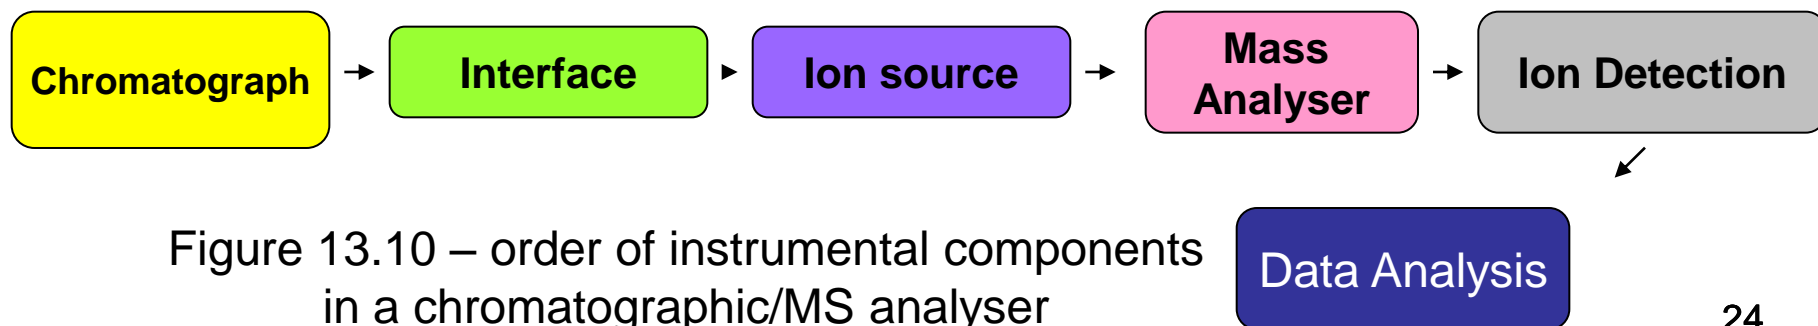 Chromatograph
Interface
Ion source
Mass
Analyser
Ion Detection
Figure 13.10 – order of instrumental components
in a chromatographic/MS analyser
Data Analysis
24